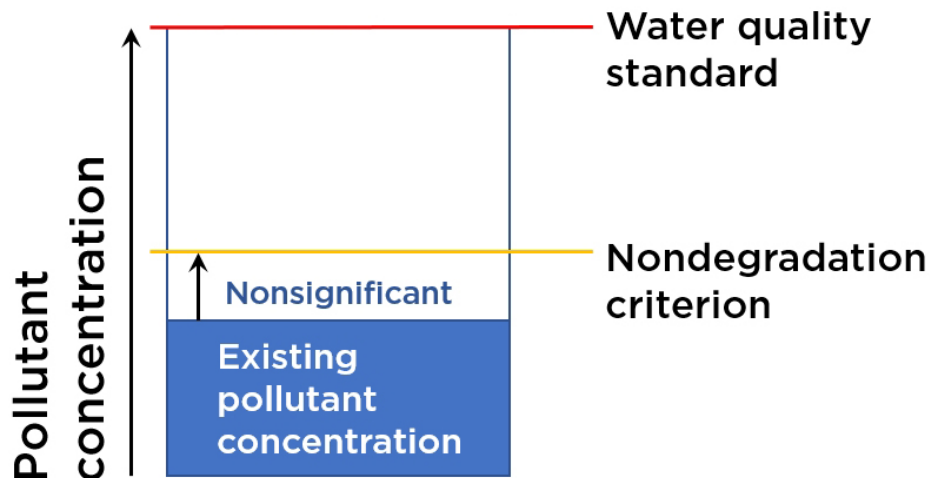 Water quality
standard
Pollutant
concentration
Nondegradation
criterion
Nonsignificant
Existing
pollutant
concentration